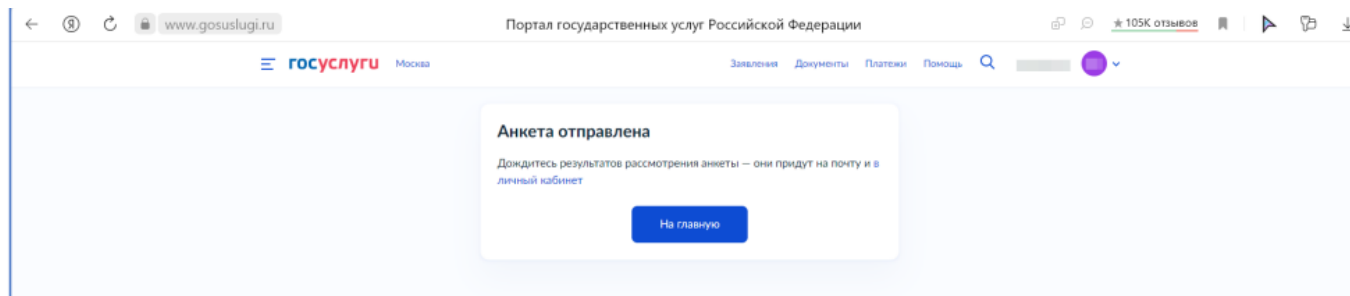 www.gosuslugi.ru Портал государственных услуг Российской Федерации 105K отзывов
госуслуги Москва Заявления Документы Платежи Помощь
Анкета отправлена
Дождитесь результатов рассмотрения анкеты — они придут на почту и в
личный кабинет
На главную